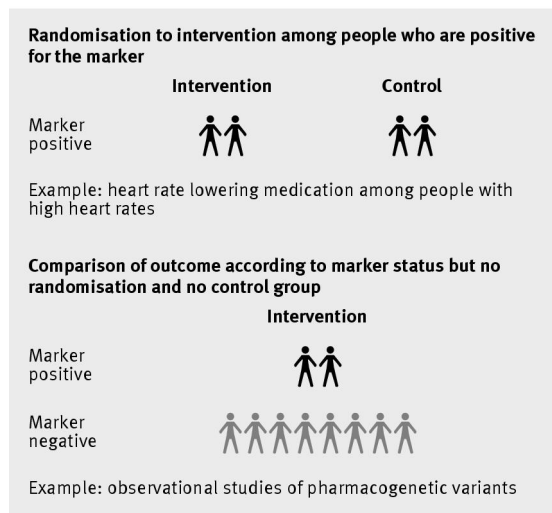 Randomisation to intervention among people who are positive
for the marker
Intervention Control
Marker
positive
Example: heart rate lowering medication among people with
high heart rates
Comparison of outcome according to marker status but no
randomisation and no control group
Intervention
Marker
positive
Marker
negative
Example: observational studies of pharmacogenetic variants